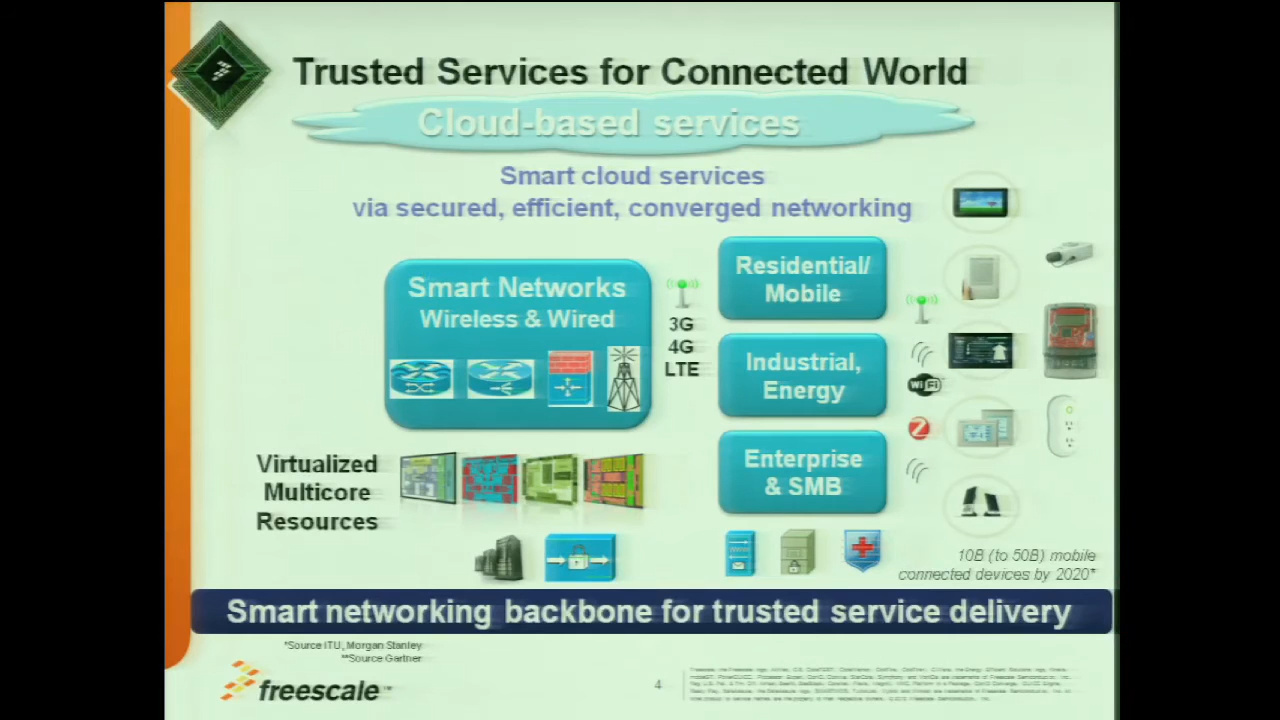 Trusted Services for Connected World
Cloud-based services
Smart cloud services
via secured, efficient, converged networking
Smart Networks
Wireless & Wired
3G
4G
LTE
Residential/
Mobile
Industrial,
Energy
Enterprise
& SMB
WiFi
Virtualized
Multicore
Resources
10B (to 50B) mobile
connected devices by 2020*
Smart networking backbone for trusted service delivery
*Source ITU, Morgan Stanley
**Source Gartner
freescale™
4